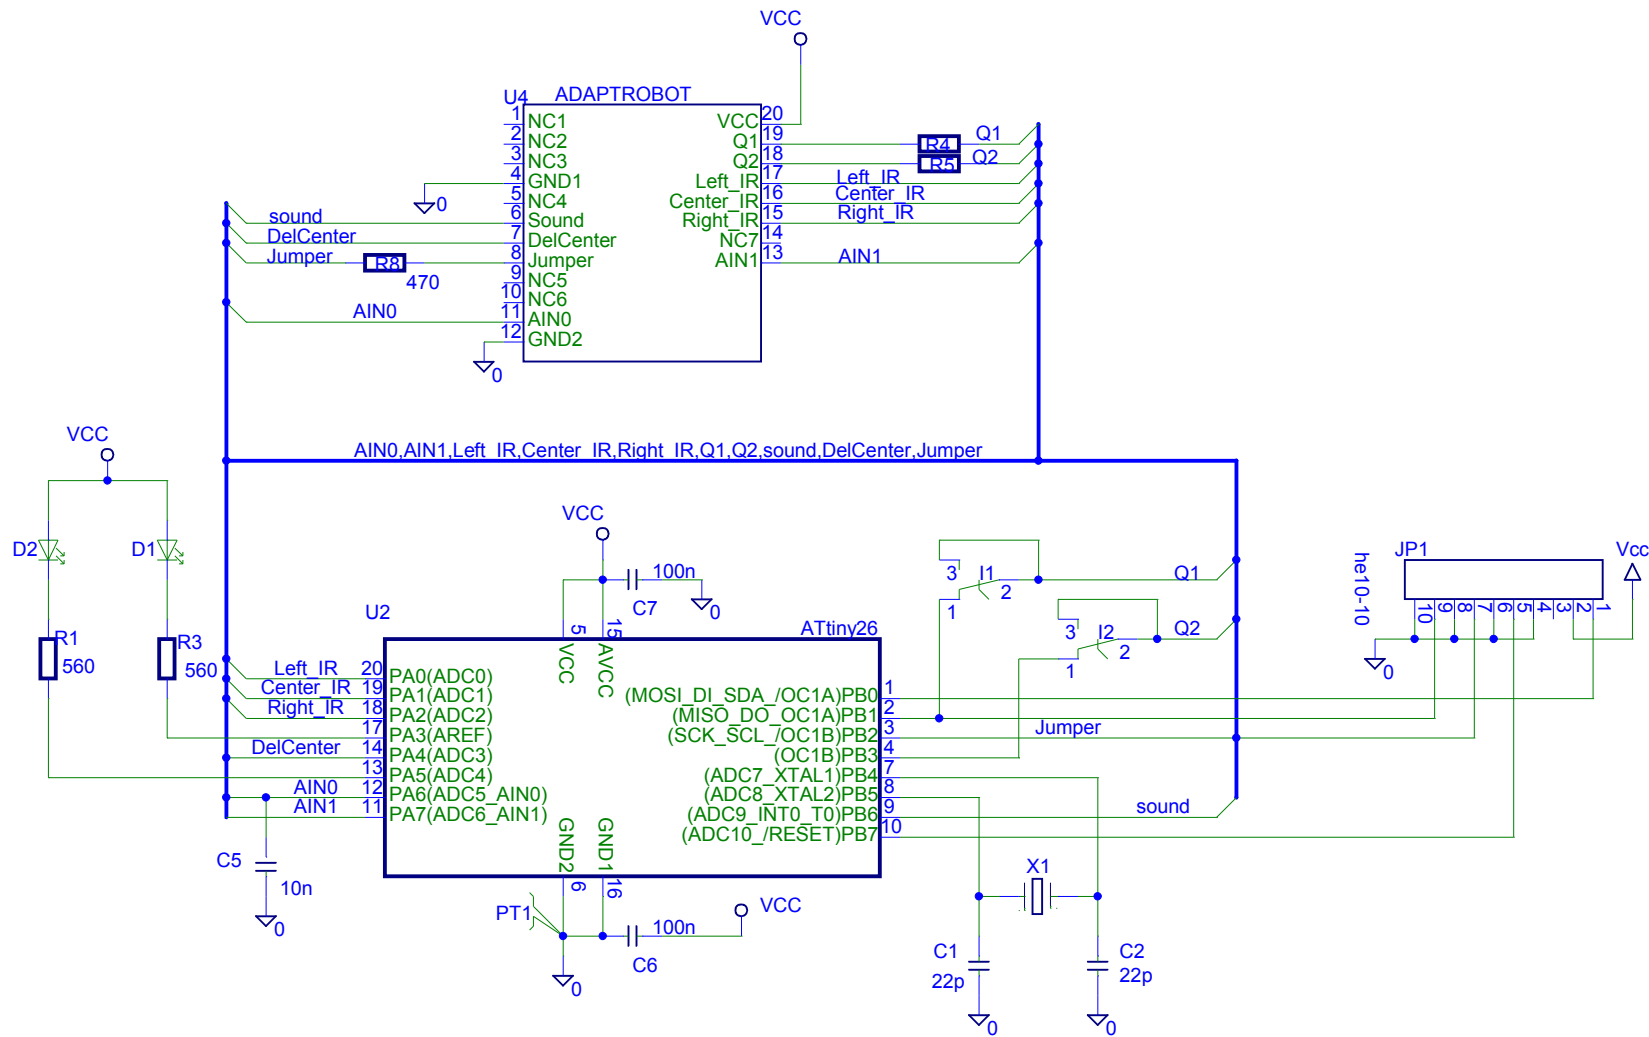 VCC
U4 ADAPTROBOT
1 NC1
2 NC2
3 NC3
4 GND1
5 NC4
6 Sound
7 DelCenter
8 Jumper
9 NC5
10 NC6
11 AIN0
12 GND2
VCC 20
Q1 19
Q2 18
Left_IR 17
Center_IR 16
Right_IR 15
NC7 14
AIN1 13
R4 Q1
R5 Q2
Left_IR
Center_IR
Right_IR
AIN1
0
sound
DelCenter
Jumper R8
470
AIN0
0
AIN0,AIN1,Left_IR,Center_IR,Right_IR,Q1,Q2,sound,DelCenter,Jumper
VCC
D2 D1
R1
560
R3
560
VCC
100n
C7
0
U2
ATtiny26
5 15
VCC AVCC
Left_IR 20 PA0(ADC0)
Center_IR 19 PA1(ADC1)
Right_IR 18 PA2(ADC2)
17 PA3(AREF)
DelCenter 14 PA4(ADC3)
13 PA5(ADC4)
AIN0 12 PA6(ADC5_AIN0)
AIN1 11 PA7(ADC6_AIN1)
(MOSI_DI_SDA_/OC1A)PB0 1
(MISO_DO_OC1A)PB1 2
(SCK_SCL_/OC1B)PB2 3
(OC1B)PB3 4
(ADC7_XTAL1)PB4 7
(ADC8_XTAL2)PB5 8
(ADC9_INT0_T0)PB6 9
(ADC10_/RESET)PB7 10
GND2 GND1
6 16
3 I1 2
1
Q1
3 I2 2
1
Q2
Jumper
sound
he10-10
JP1
Vcc
10 9 8 7 6 5 4 3 2 1
0
C5
10n
0
PT1
0
100n
C6
VCC
X1
C1
22p
0
C2
22p
0